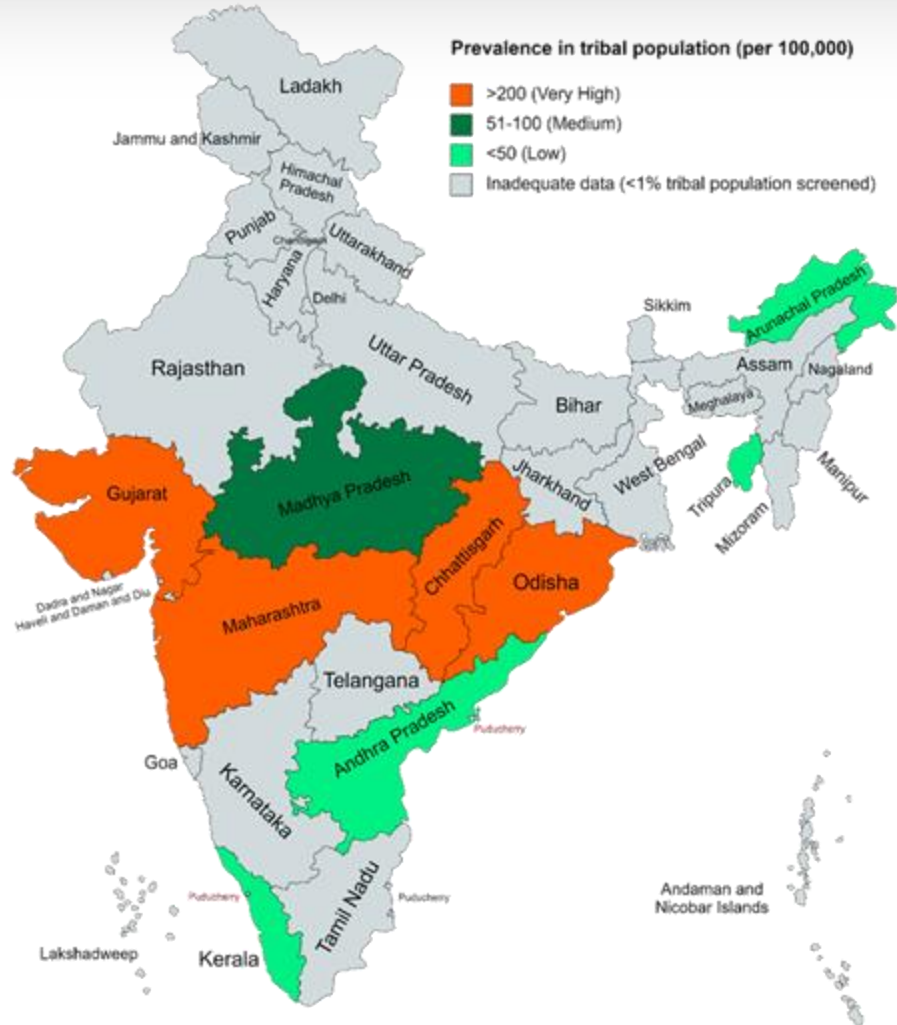 Prevalence in tribal population (per 100,000)
>200 (Very High)
51-100 (Medium)
<50 (Low)
Inadequate data (<1% tribal population screened)
Ladakh
Jammu and Kashmir
Himachal
Pradesh
Punjab
Chandigarh
Uttarakhand
Haryana
Delhi
Sikkim
Arunachal Pradesh
Rajasthan
Uttar Pradesh
Assam
Nagaland
Bihar
Meghalaya
Jharkhand
West Bengal
Tripura
Mizoram
Manipur
Gujarat
Madhya Pradesh
Chhattisgarh
Odisha
Dadra and Nagar
Haveli and Daman and Diu
Maharashtra
Telangana
Andhra Pradesh
Puducherry
Goa
Karnataka
Puducherry
Tamil Nadu
Puducherry
Andaman and
Nicobar Islands
Lakshadweep
Kerala